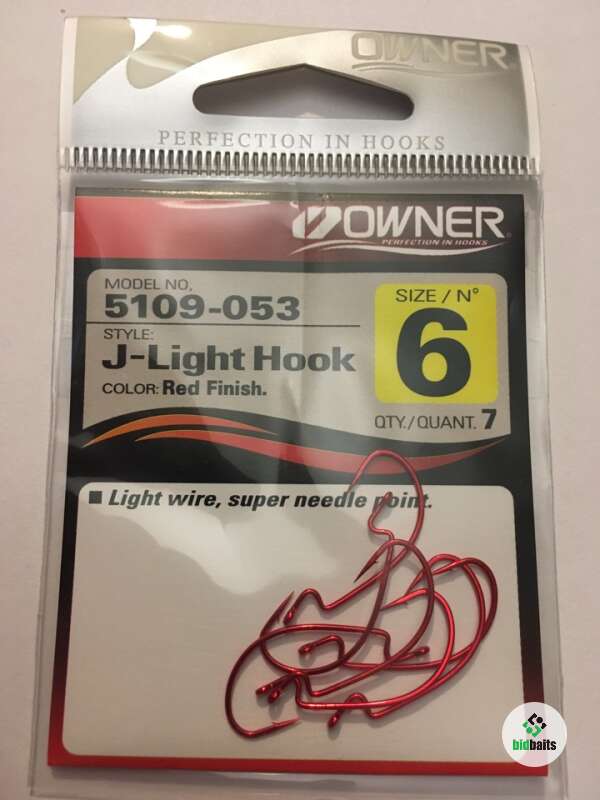 OWNER
PERFECTION IN HOOKS
OWNER
PERFECTION IN HOOKS
MODEL NO,
5109-053
STYLE:
J-Light Hook
COLOR: Red Finish.
SIZE / N°
6
QTY./QUANT. 7
■ Light wire, super needle point.
bidbaits